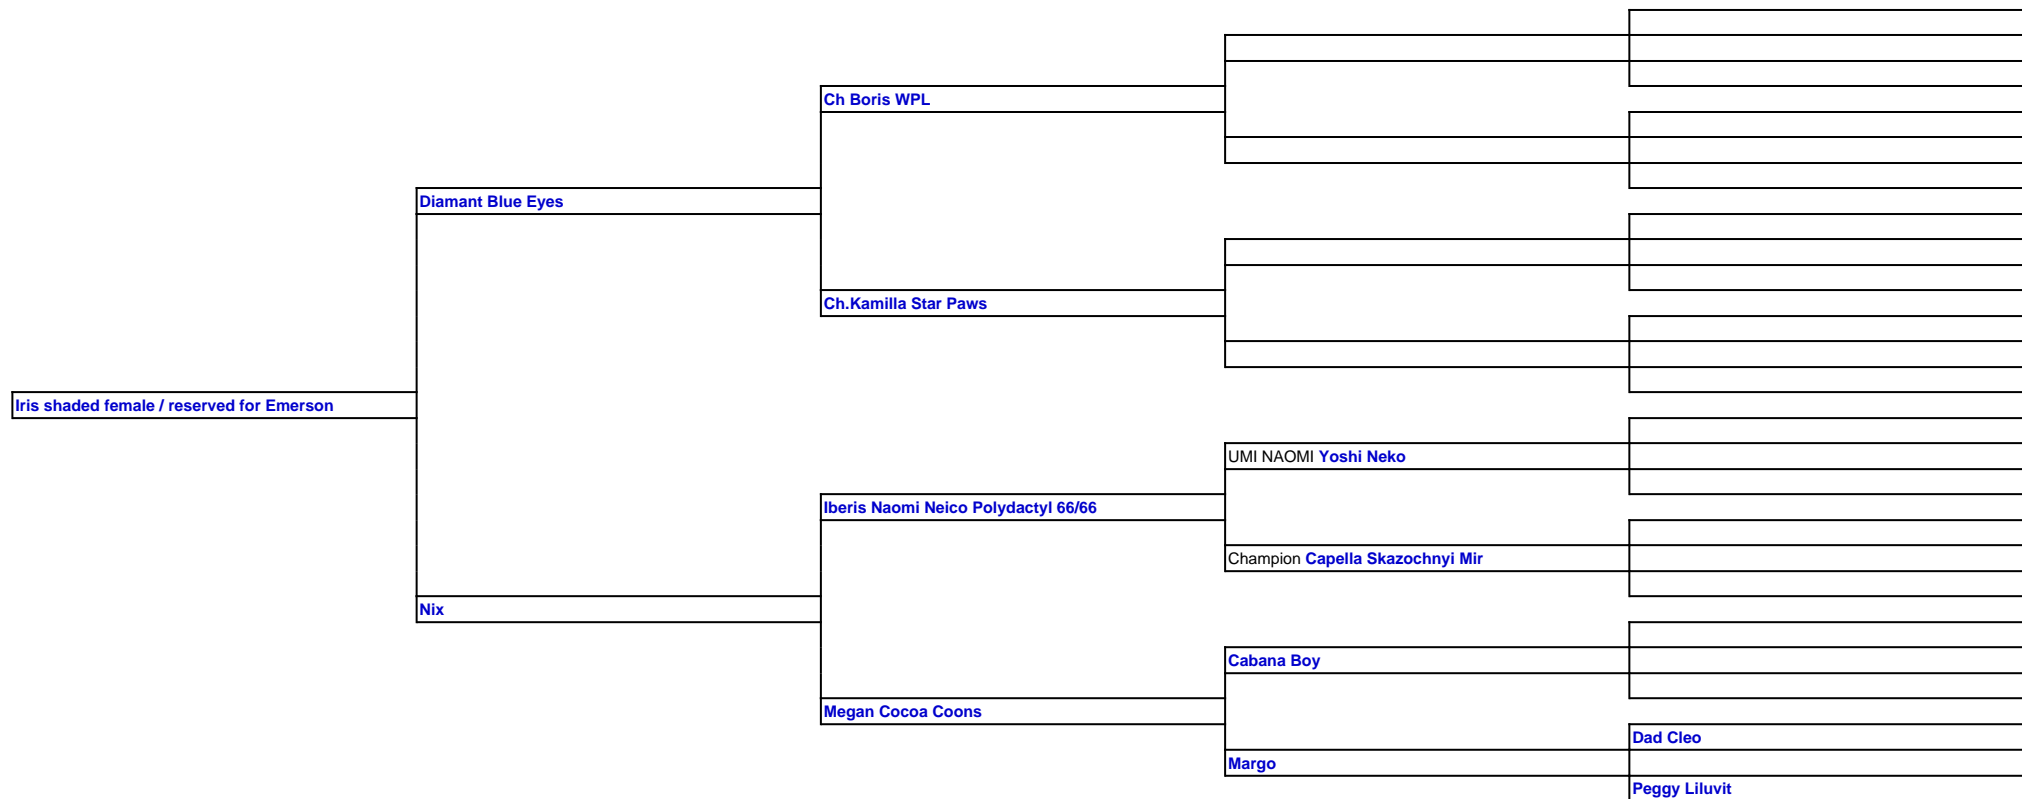 Ch Boris WPL
Diamant Blue Eyes
Ch.Kamilla Star Paws
Iris shaded female / reserved for Emerson
UMI NAOMI Yoshi Neko
Iberis Naomi Neico Polydactyl 66/66
Champion Capella Skazochnyi Mir
Nix
Cabana Boy
Megan Cocoa Coons
Dad Cleo
Margo
Peggy Liluvit